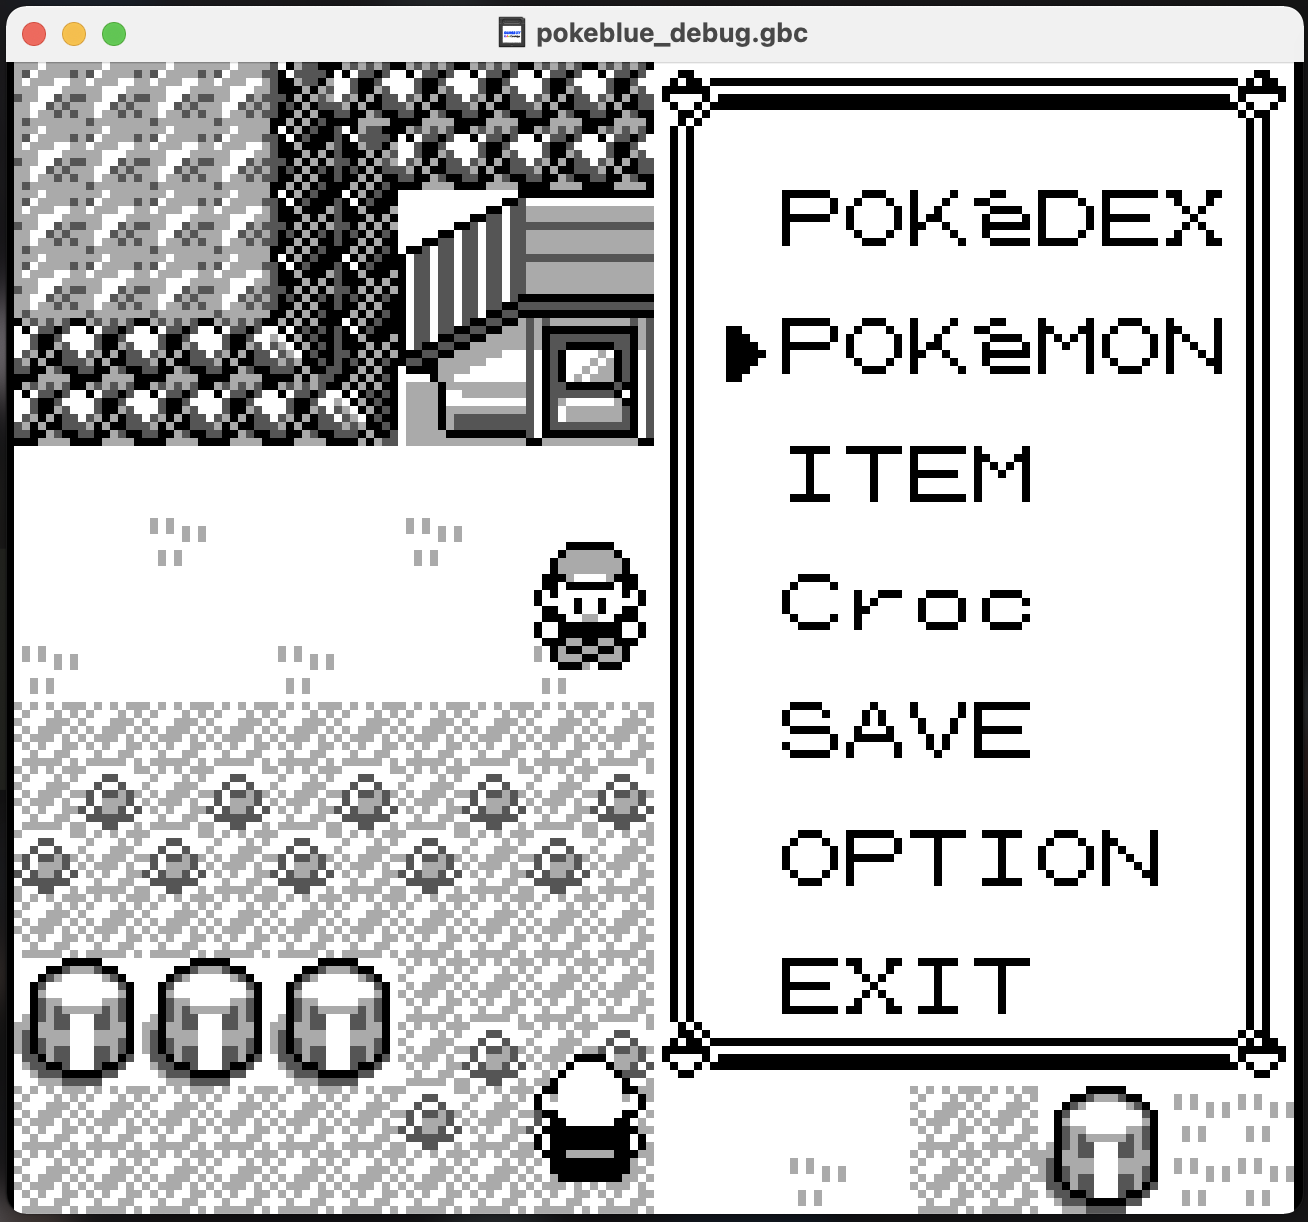 pokeblue_debug.gbc
POKéDEX
▶POKéMON
ITEM
Croc
SAVE
OPTION
EXIT